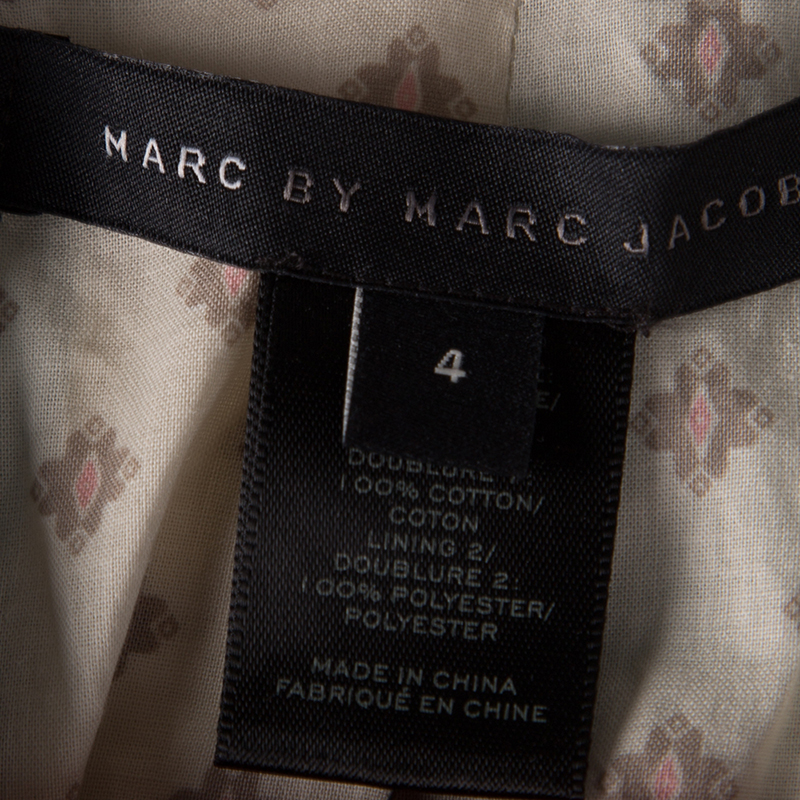 MARC BY MARC JACOB
4
E/
DOUBLURE
100% COTTON/
COTON
LINING 2/
DOUBLURE 2:
100% POLYESTER/
POLYESTER
MADE IN CHINA
FABRIQUÉ EN CHINE